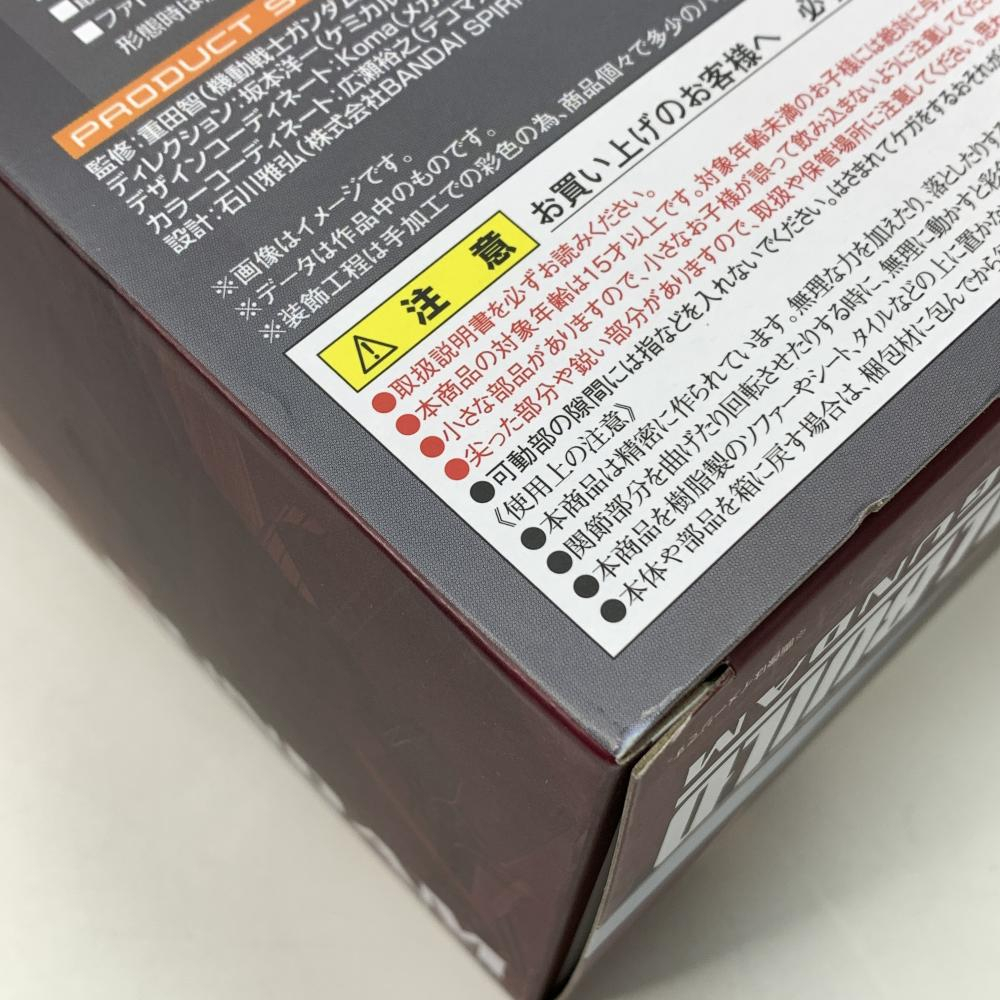 ■ファイ
形態時は
PRODUCT S
監修：重田智（機動戦士ガンダム
ディレクション：坂本洋一（ケミカル
デザインコーディネート：Koma（メカ
カラーコーディネート：広瀬裕之（デコマス
設計：石川雅弘（株式会社BANDAI SPIRI
※画像はイメージです。
※データは作品中のものです。
※装飾工程は手加工での彩色の為、商品個々で多少のバ
注意
お買い上げのお客様へ
必
●取扱説明書を必ずお読みください。
●本商品の対象年齢は15才以上です。対象年齢未満のお子様には絶対に与え
●小さな部品がありますので、小さなお子様が誤って飲み込まないように注意してくださ
●尖った部分や鋭い部分がありますので、取扱や保管場所に注意してください。思わ
●可動部の隙間には指などを入れないでください。はさまれてケガをするおそれが
《使用上の注意》
●本商品は精密に作られています。無理な力を加えたり、落としたりす
●関節部分を曲げたり回転させたりする時に、無理に動かすと彩
●本商品を樹脂製のソファーやシート、タイルなどの上に置か
●本体や部品を箱に戻す場合は、梱包材に包んでから